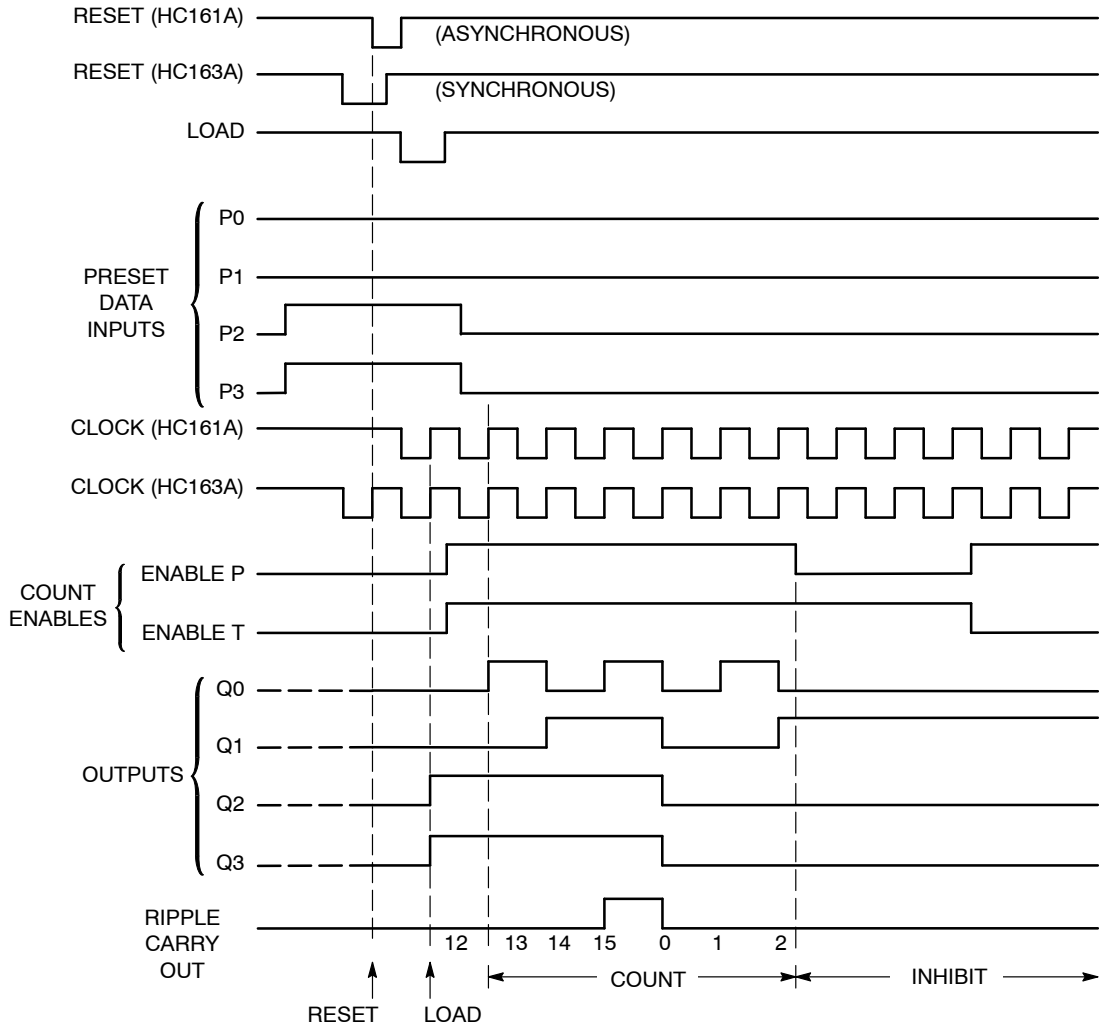 RESET (HC161A)
(ASYNCHRONOUS)
RESET (HC163A)
(SYNCHRONOUS)
LOAD
PRESET
DATA
INPUTS
P0
P1
P2
P3
CLOCK (HC161A)
CLOCK (HC163A)
COUNT
ENABLES
ENABLE P
ENABLE T
OUTPUTS
Q0
Q1
Q2
Q3
RIPPLE
CARRY
OUT
12 13 14 15 0 1 2
COUNT
INHIBIT
RESET
LOAD